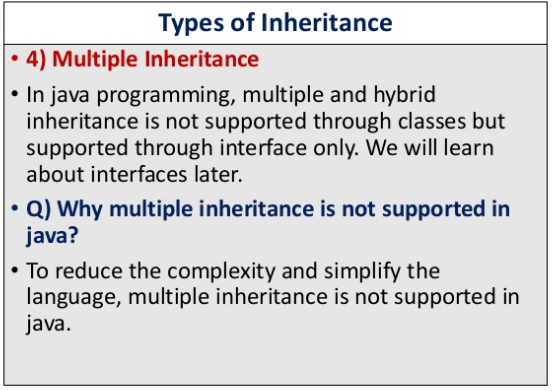 Types of Inheritance
• 4) Multiple Inheritance
• In java programming, multiple and hybrid
inheritance is not supported through classes but
supported through interface only. We will learn
about interfaces later.
• Q) Why multiple inheritance is not supported in
java?
• To reduce the complexity and simplify the
language, multiple inheritance is not supported in
java.